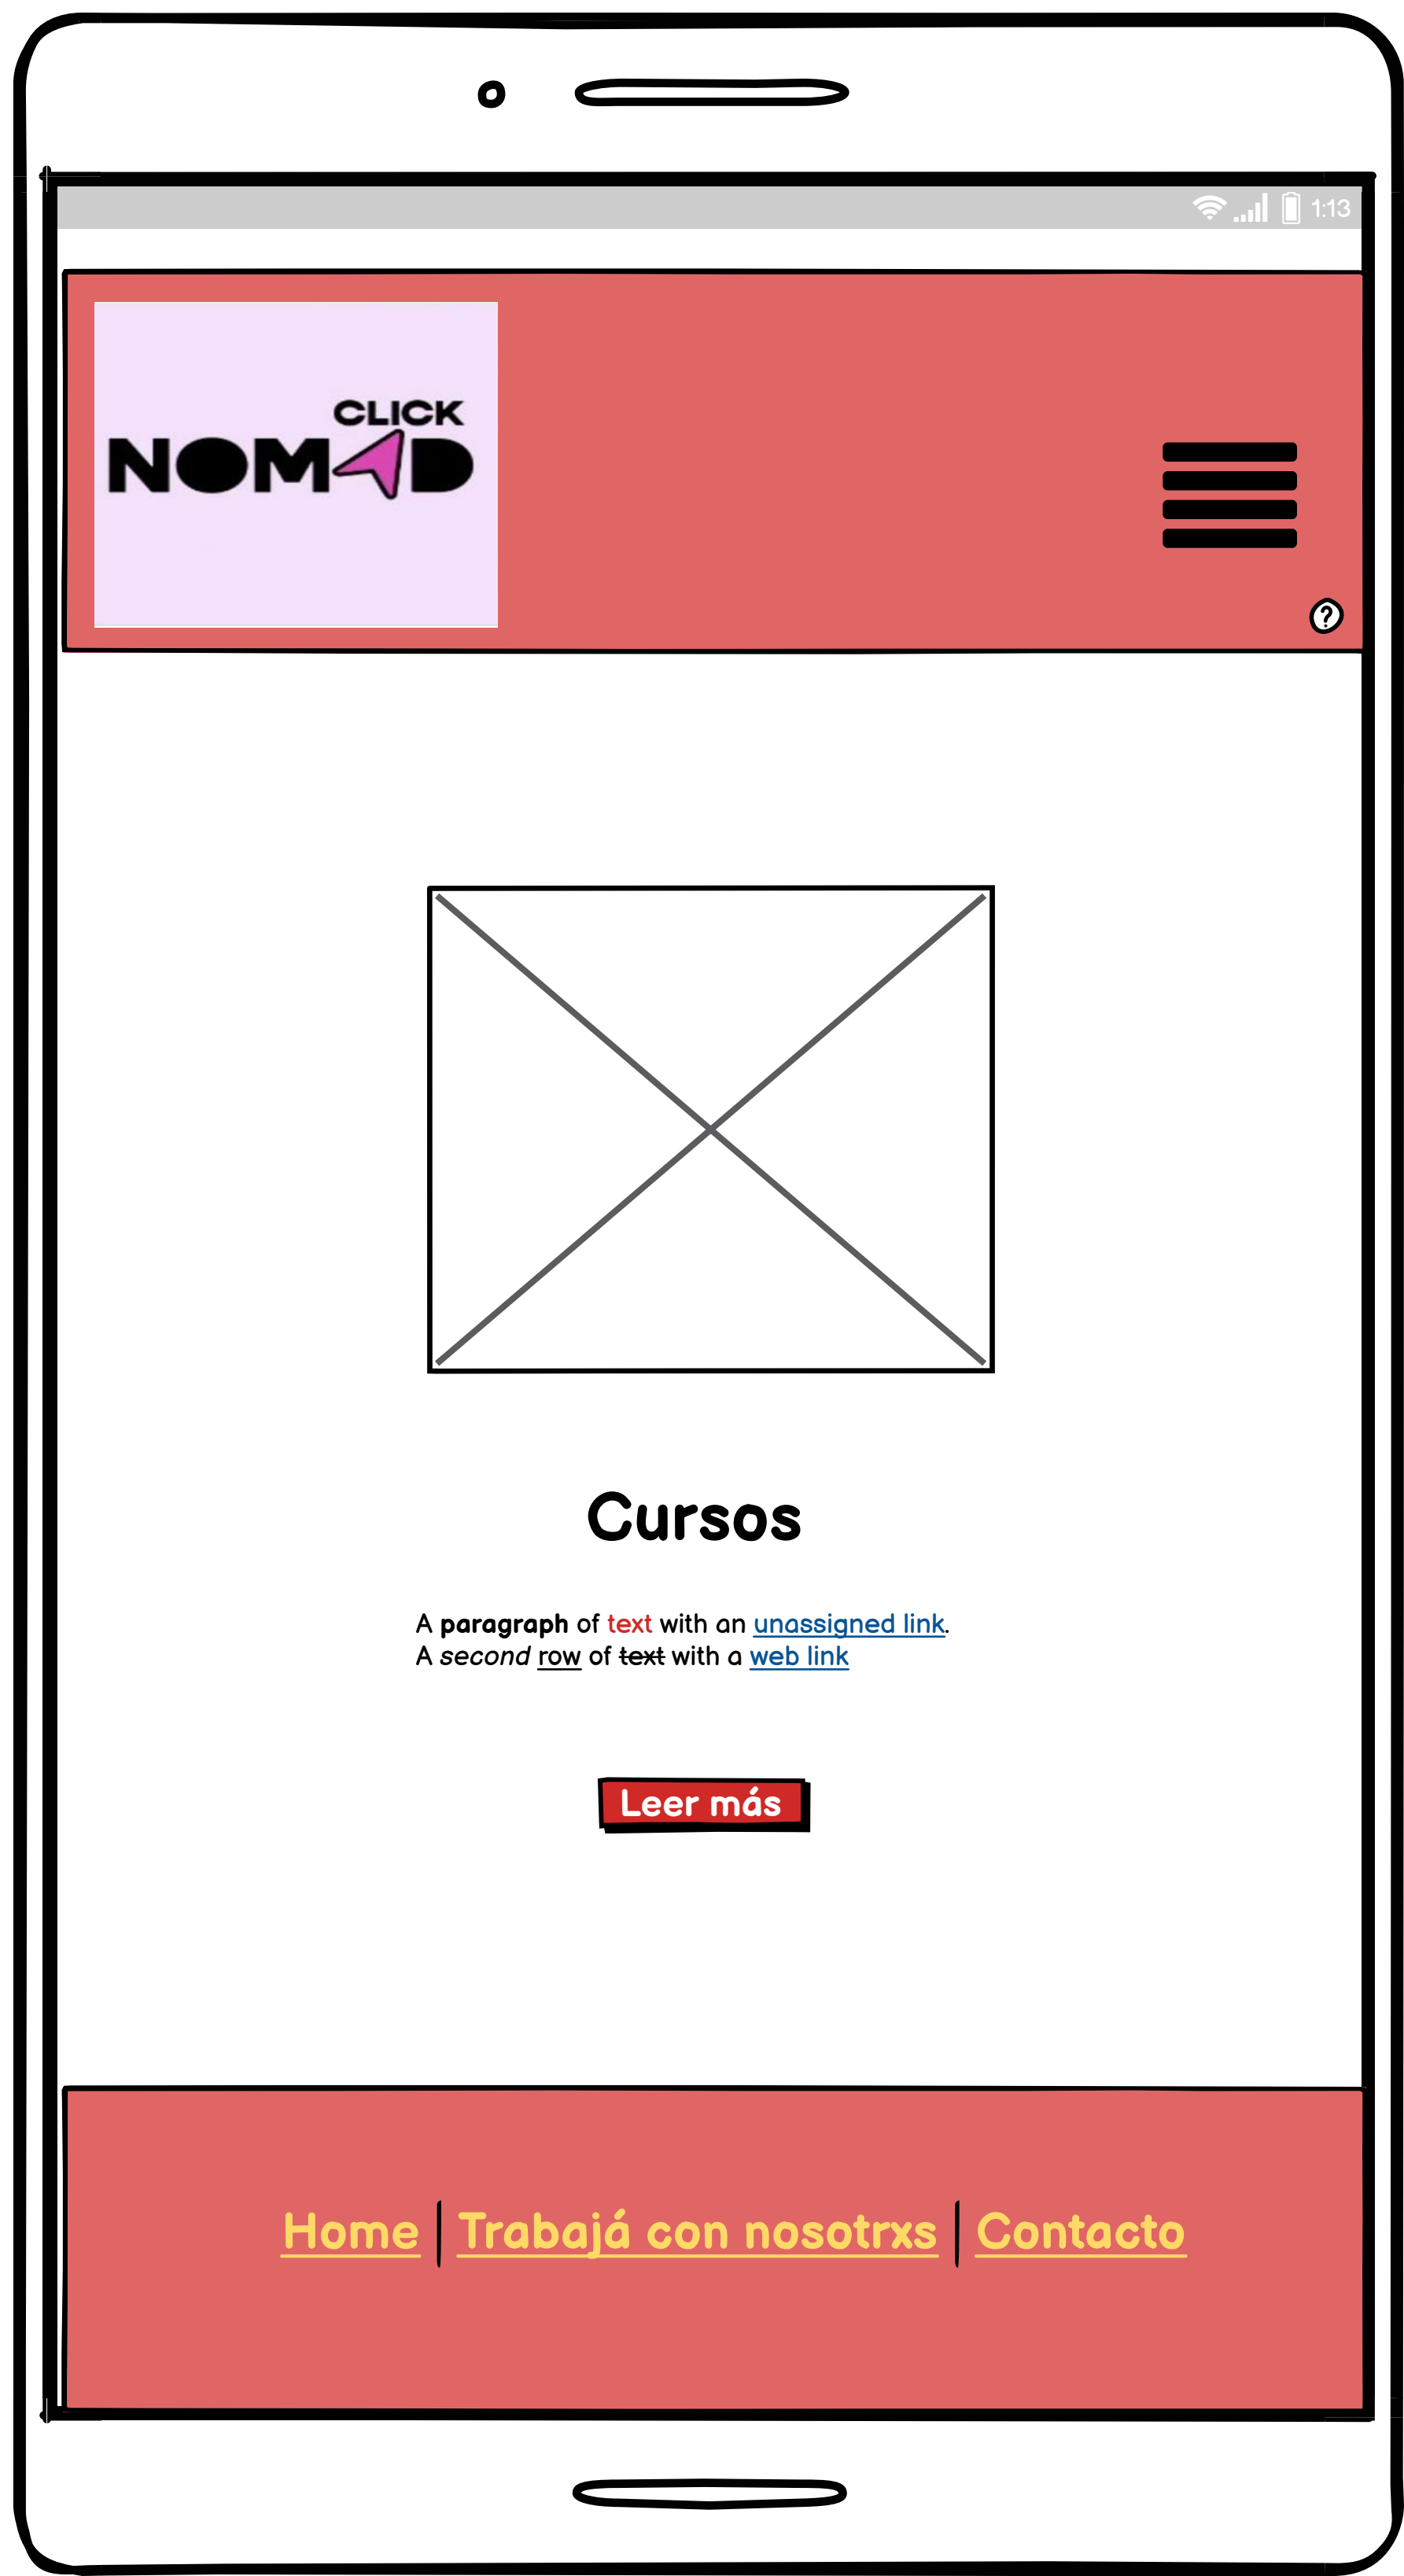 1:13
CLICK
NOMAD
?
Cursos
A paragraph of text with an unassigned link.
A second row of text with a web link
Leer más
Home | Trabajá con nosotrxs | Contacto